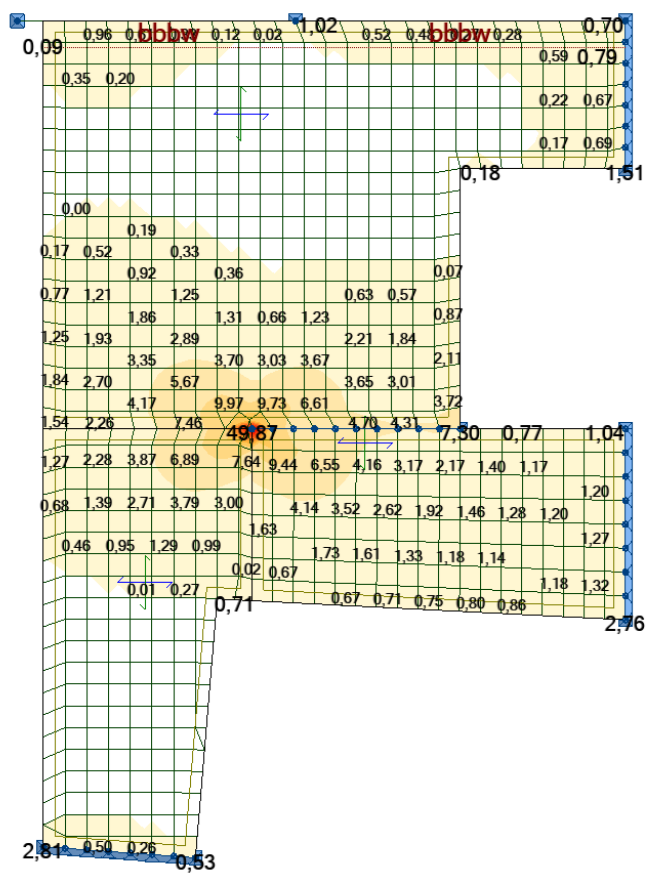 0,96 bbbw 0,12 0,02 1,02 0,52 0,48 bbbw 0,28 0,70
0,09 0,59 0,79
0,35 0,20
0,22 0,67
0,17 0,69
0,18 1,51
0,00
0,19
0,17 0,52 0,33
0,92 0,36 0,07
0,77 1,21 1,25 0,63 0,57
1,86 1,31 0,66 1,23 0,87
1,25 1,93 2,89 2,21 1,84
3,35 3,70 3,03 3,67 2,11
1,84 2,70 5,67 3,65 3,01
4,17 9,97 9,73 6,61 3,72
1,54 2,26 7,46 49,87 4,70 4,31 7,30 0,77 1,04
1,27 2,28 3,87 6,89 7,64 9,44 6,55 4,16 3,17 2,17 1,40 1,17
1,20
0,68 1,39 2,71 3,79 3,00 4,14 3,52 2,62 1,92 1,46 1,28 1,20
1,63 1,27
0,46 0,95 1,29 0,99 1,73 1,61 1,33 1,18 1,14
0,02 0,67
0,01 0,27 1,18 1,32
0,71 0,67 0,71 0,75 0,80 0,86
2,76
2,81 0,50 0,26
0,53